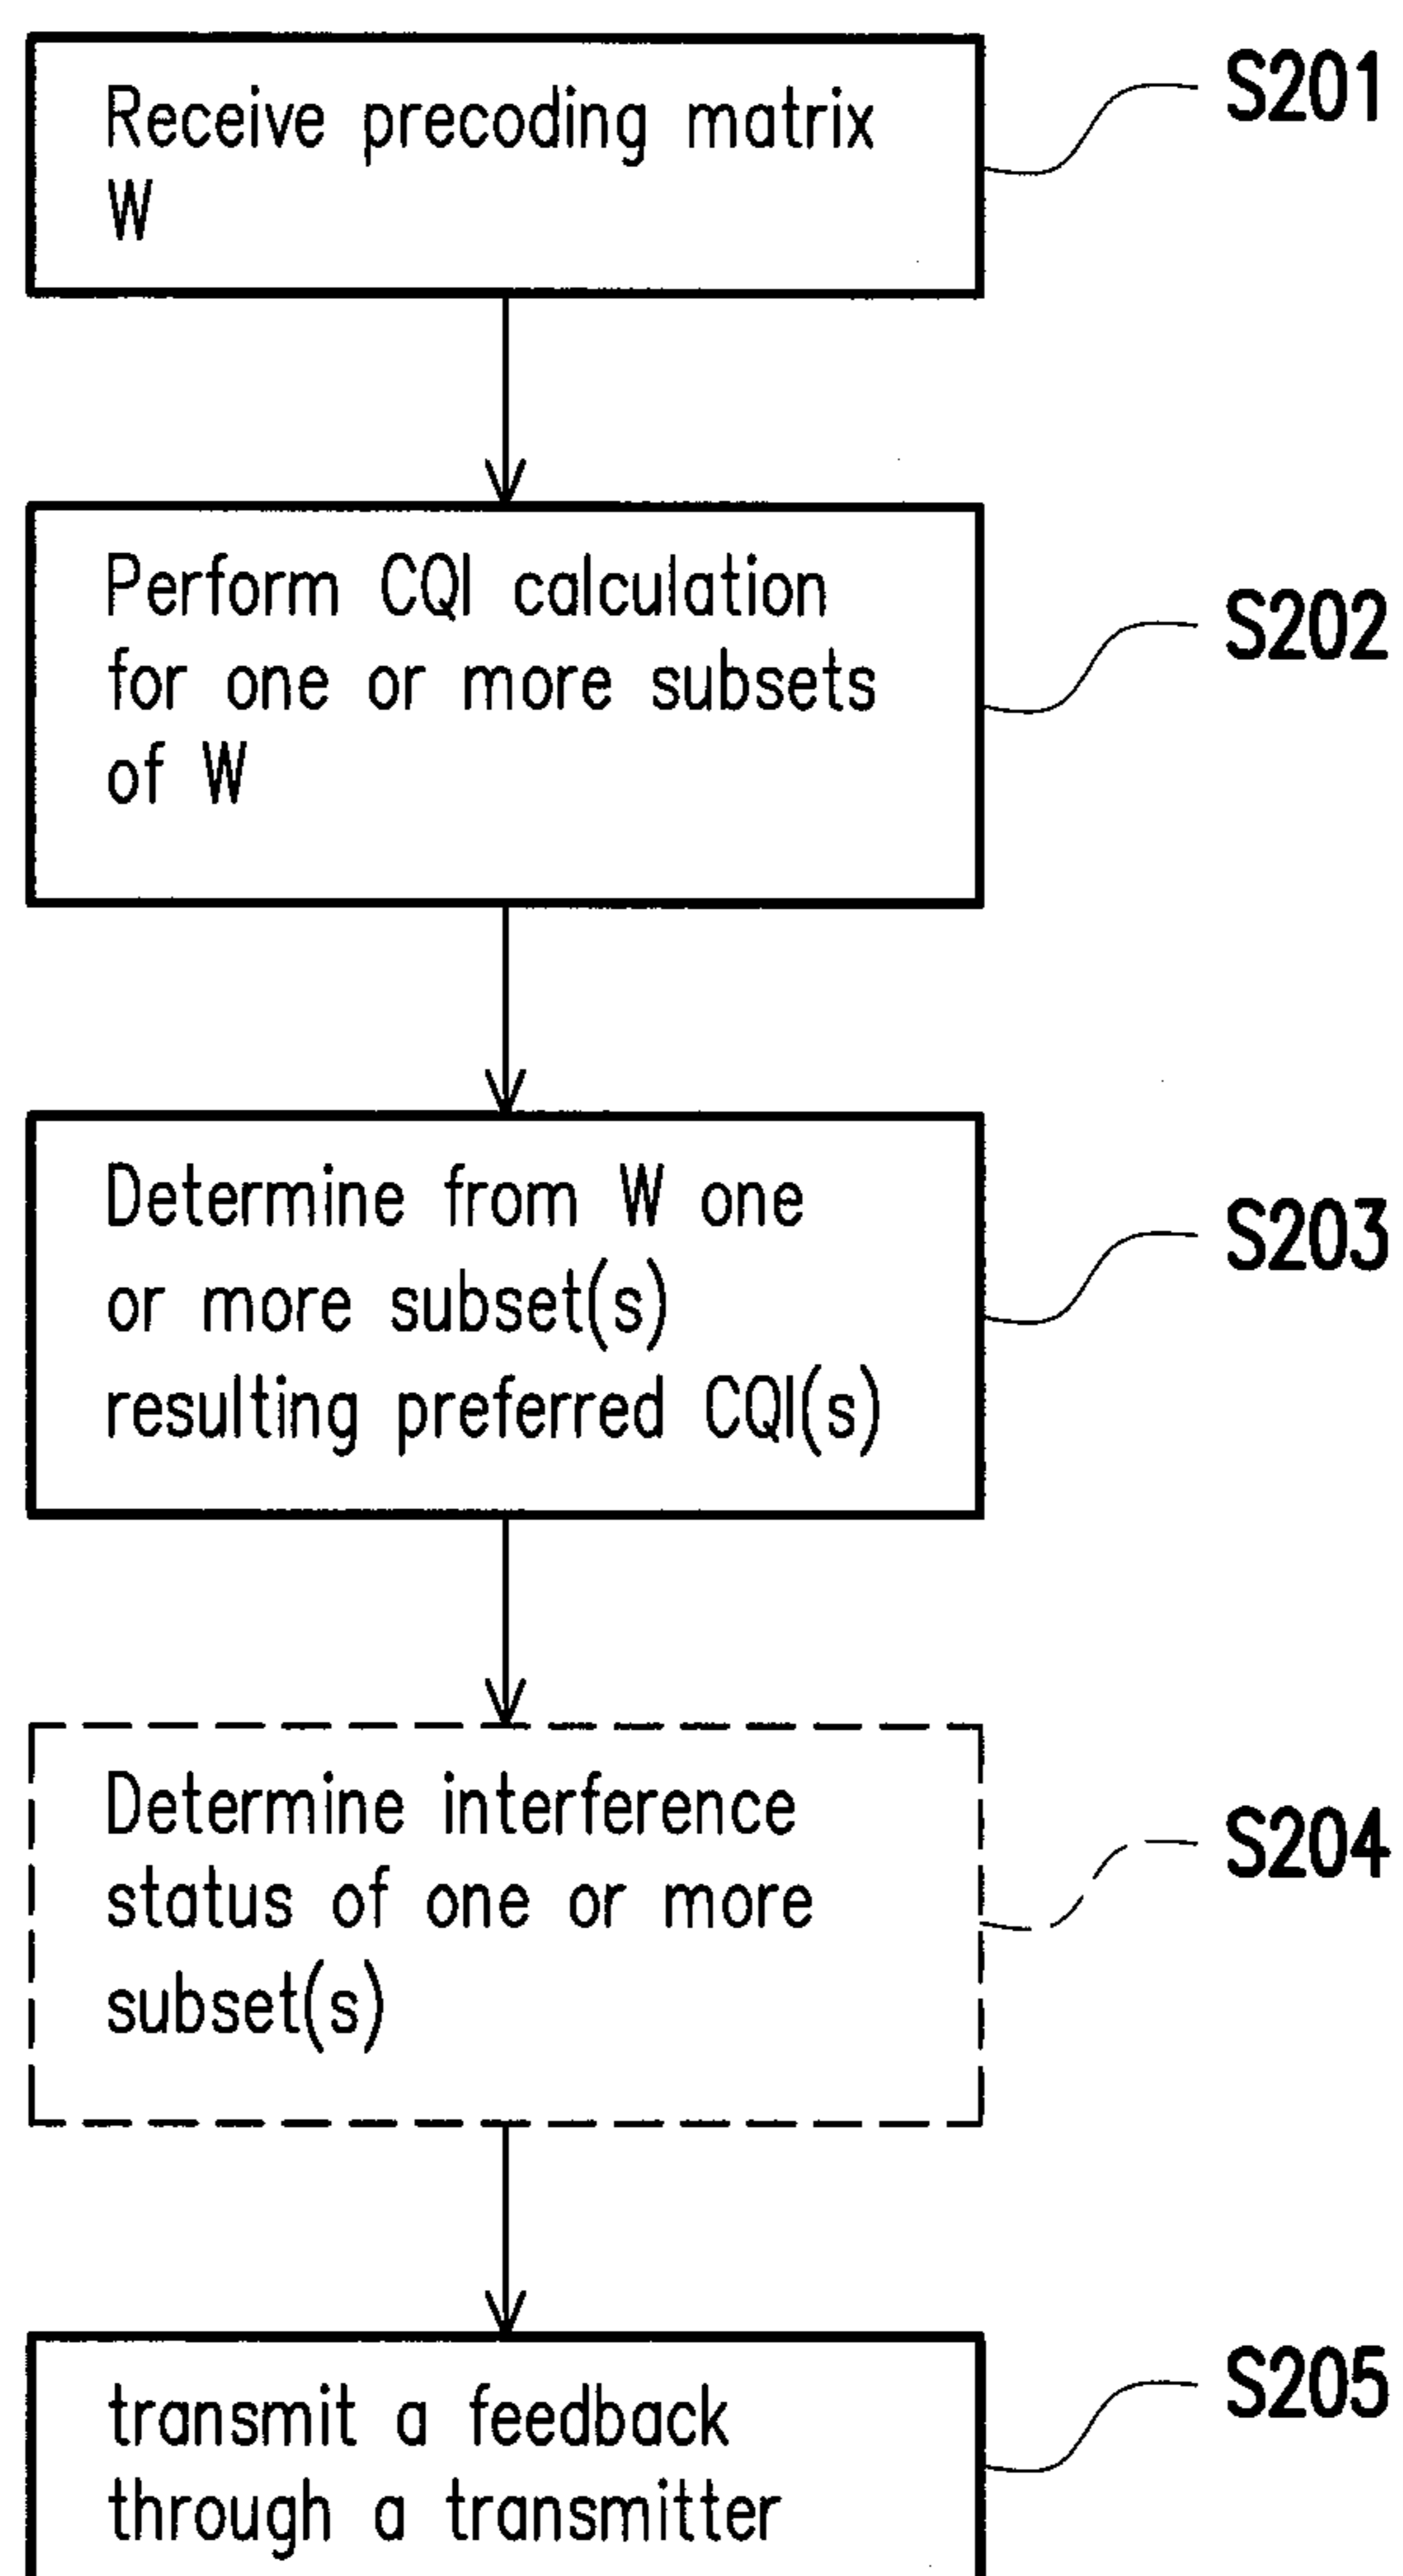 Receive precoding matrix
W
S201
Perform CQI calculation
for one or more subsets
of W
S202
Determine from W one
or more subset(s)
resulting preferred CQI(s)
S203
Determine interference
status of one or more
subset(s)
S204
transmit a feedback
through a transmitter
S205